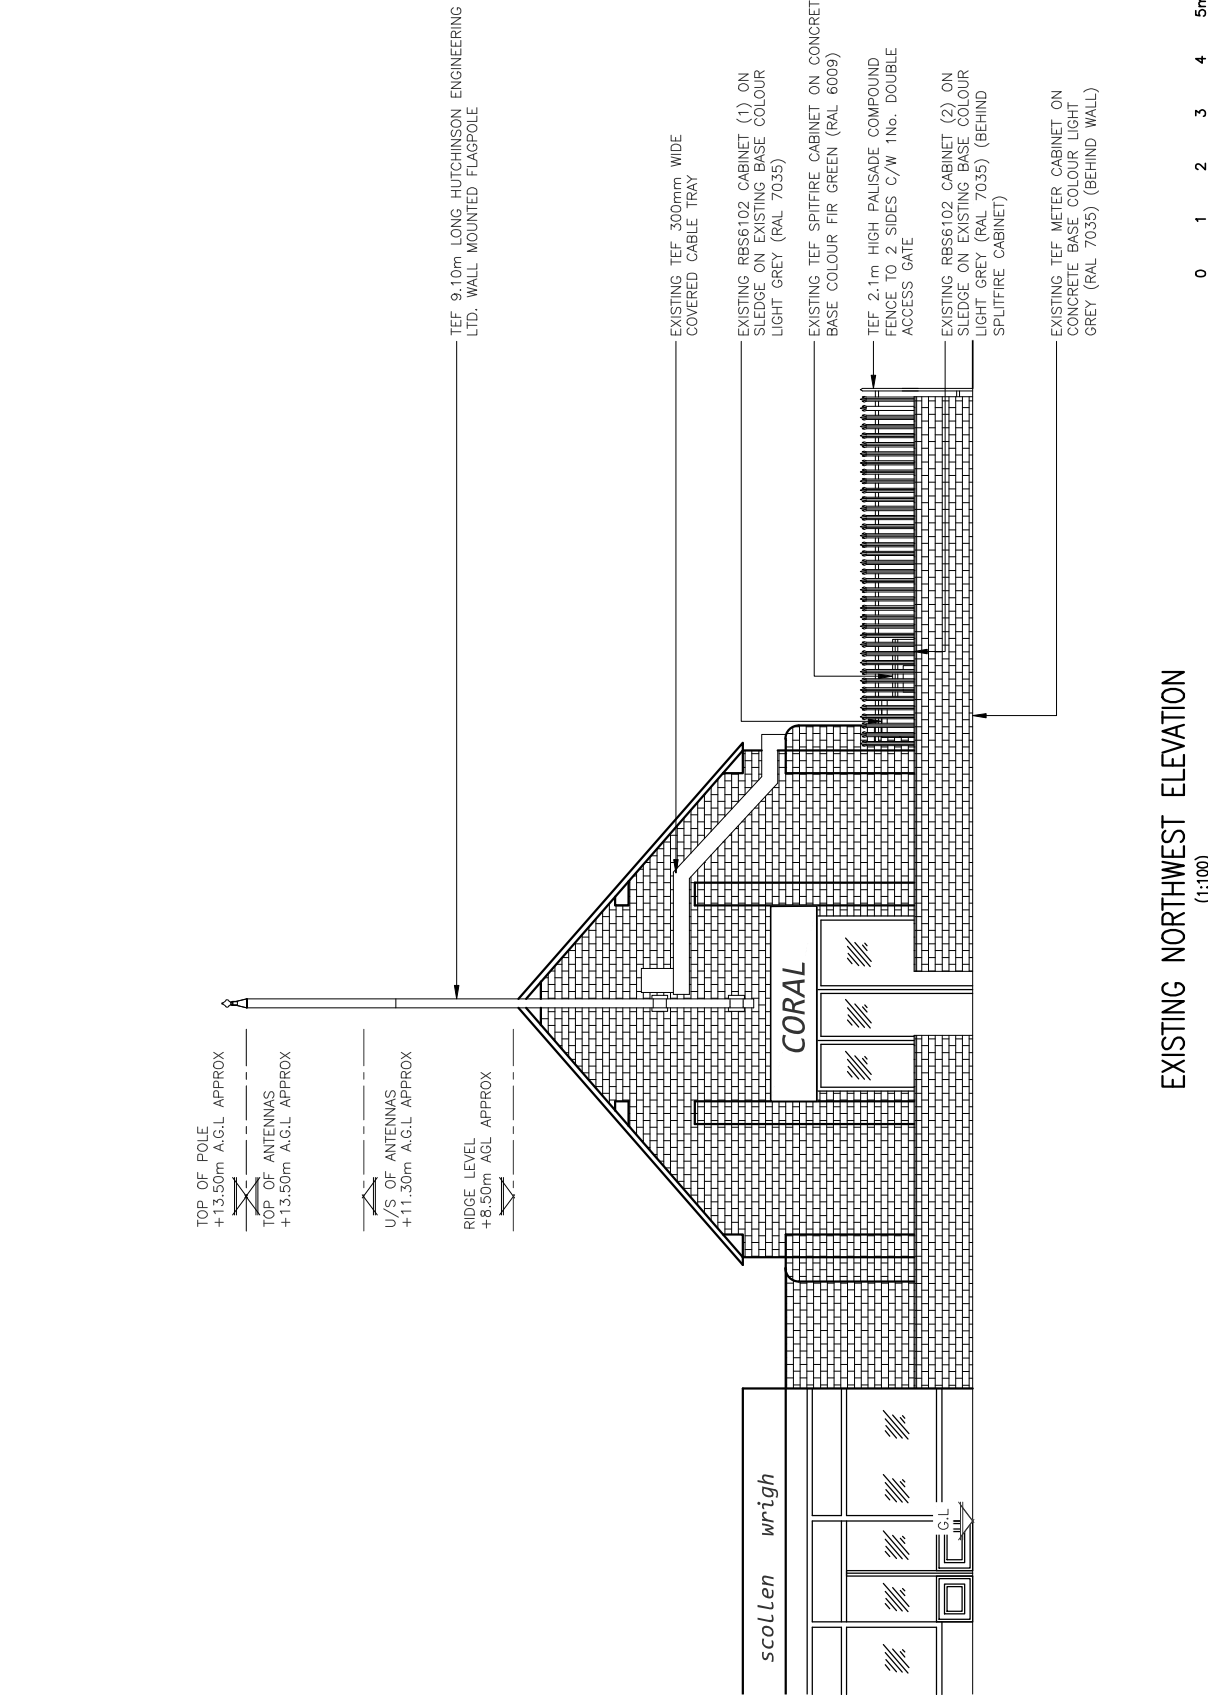 TOP OF POLE
+13.50m A.G.L APPROX
TOP OF ANTENNAS
+13.50m A.G.L APPROX
U/S OF ANTENNAS
+11.30m A.G.L APPROX
RIDGE LEVEL
+8.50m AGL APPROX
TEF 9.10m LONG HUTCHINSON ENGINEERING
LTD. WALL MOUNTED FLAGPOLE
EXISTING TEF 300mm WIDE
COVERED CABLE TRAY
EXISTING RBS6102 CABINET (1) ON
SLEDGE ON EXISTING BASE COLOUR
LIGHT GREY (RAL 7035)
EXISTING TEF SPITFIRE CABINET ON CONCRET
BASE COLOUR FIR GREEN (RAL 6009)
TEF 2.1m HIGH PALISADE COMPOUND
FENCE TO 2 SIDES C/W 1No. DOUBLE
ACCESS GATE
EXISTING RBS6102 CABINET (2) ON
SLEDGE ON EXISTING BASE COLOUR
LIGHT GREY (RAL 7035) (BEHIND
SPLITFIRE CABINET)
EXISTING TEF METER CABINET ON
CONCRETE BASE COLOUR LIGHT
GREY (RAL 7035) (BEHIND WALL)
scollen wrigh
CORAL
G.L
EXISTING NORTHWEST ELEVATION
(1:100)
0 1 2 3 4 5m